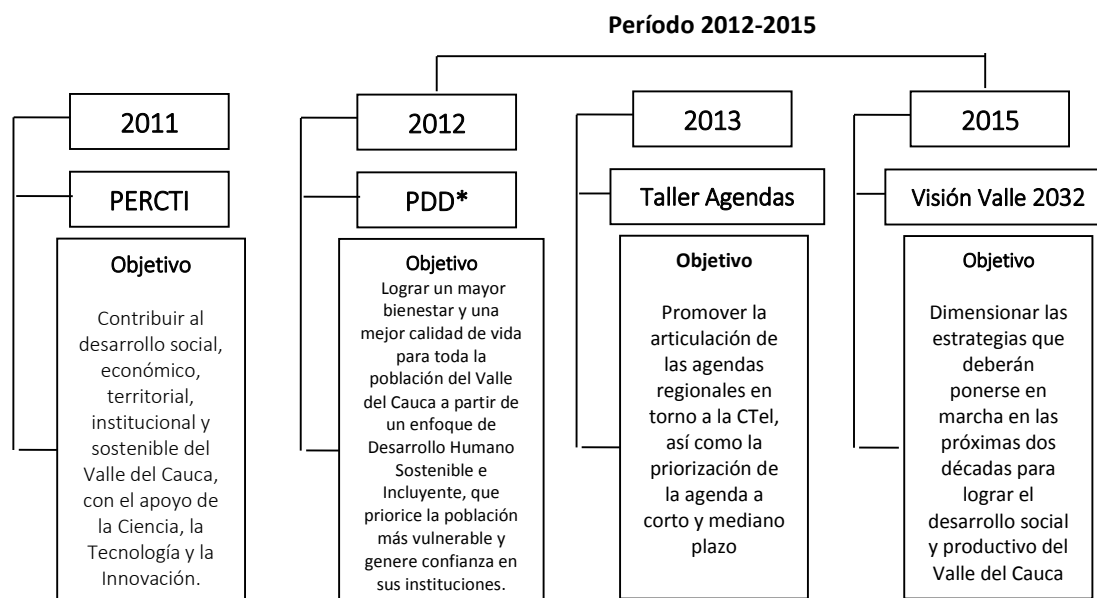 Período 2012-2015
2011
PERCTI
Objetivo
Contribuir al
desarrollo social,
económico,
territorial,
institucional y
sostenible del
Valle del Cauca,
con el apoyo de
la Ciencia, la
Tecnología y la
Innovación.
2012
PDD*
Objetivo
Lograr un mayor
bienestar y una
mejor calidad de vida
para toda la
población del Valle
del Cauca a partir de
un enfoque de
Desarrollo Humano
Sostenible e
Incluyente, que
priorice la población
más vulnerable y
genere confianza en
sus instituciones.
2013
Taller Agendas
Objetivo
Promover la
articulación de
las agendas
regionales en
torno a la CTeI,
así como la
priorización de
la agenda a
corto y mediano
plazo
2015
Visión Valle 2032
Objetivo
Dimensionar las
estrategias que
deberán
ponerse en
marcha en las
próximas dos
décadas para
lograr el
desarrollo social
y productivo del
Valle del Cauca